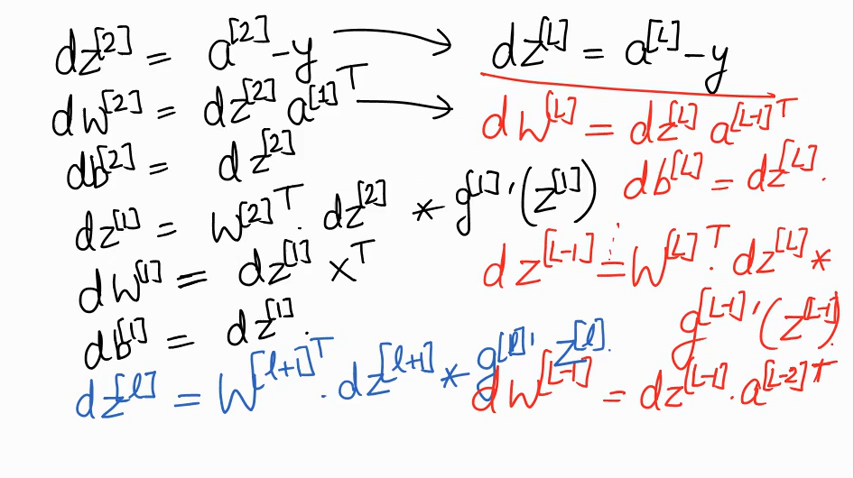 dz^[2] = a^[2] - y
dw^[2] = dz^[2] a^[1]T
db^[2] = dz^[2]
dz^[1] = W^[2]T . dz^[2] * g^[1]'(z^[1])
dw^[1] = dz^[1] x^T
db^[1] = dz^[1].
dz^[l] = W^[l+1]T . dz^[l+1] * g^[l]' z^[l].
dz^[L] = a^[L] - y
dw^[L] = dz^[L] a^[L-1]T
db^[L] = dz^[L].
dz^[L-1] = W^[L]T . dz^[L] *
g^[L-1]'(z^[L-1])
dw^[L-1] = dz^[L-1] . a^[L-2]T